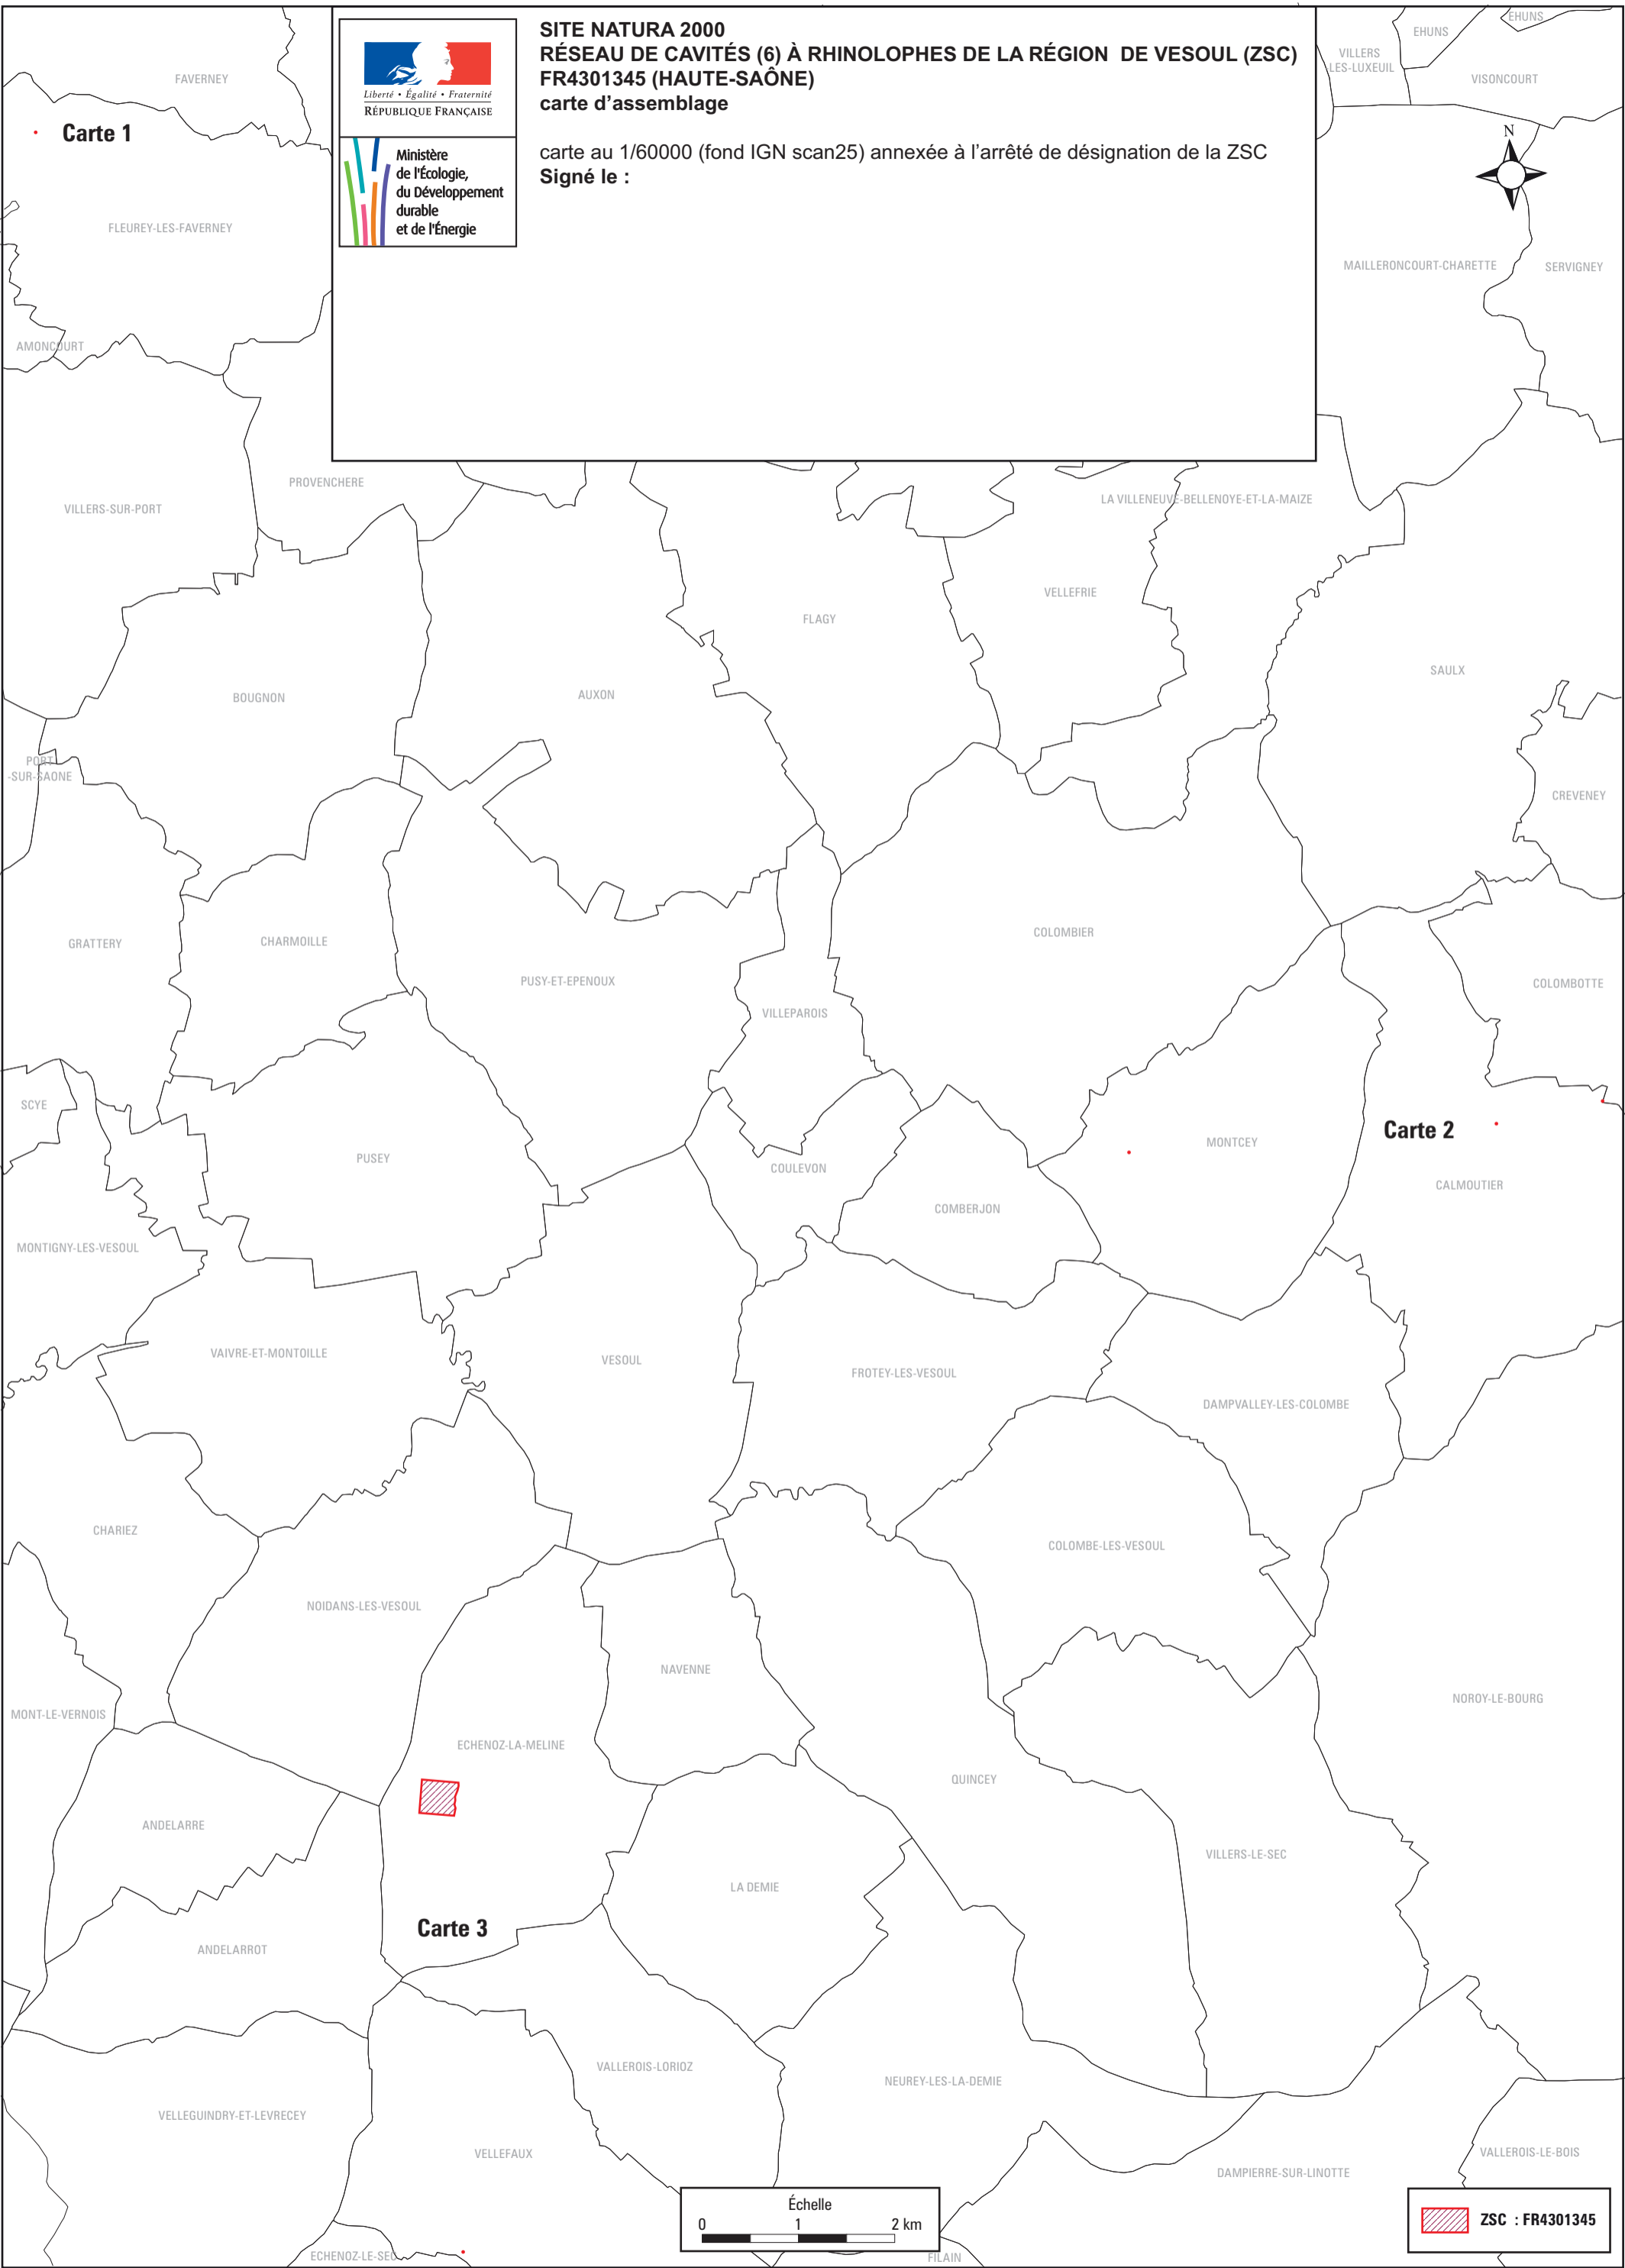 SITE NATURA 2000
RÉSEAU DE CAVITÉS (6) À RHINOLOPHES DE LA RÉGION DE VESOUL (ZSC)
FR4301345 (HAUTE-SAÔNE)
carte d'assemblage
carte au 1/60000 (fond IGN scan25) annexée à l'arrêté de désignation de la ZSC
Signé le :
Liberté • Égalité • Fraternité
RÉPUBLIQUE FRANÇAISE
Ministère
de l'Écologie,
du Développement
durable
et de l'Énergie
EHUNS
EHUNS
VILLERS
LES-LUXEUIL
VISONCOURT
FAVERNEY
Carte 1
N
FLEUREY-LES-FAVERNEY
MAILLERONCOURT-CHARETTE
SERVIGNEY
AMONCOURT
PROVENCHERE
LA VILLENEUVE-BELLENOYE-ET-LA-MAIZE
VILLERS-SUR-PORT
VELLEFRIE
FLAGY
SAULX
BOUGNON
AUXON
PORT
-SUR-SAONE
CREVENEY
COLOMBIER
GRATTERY
CHARMOILLE
PUSY-ET-EPENOUX
COLOMBOTTE
VILLEPAROIS
SCYE
Carte 2
MONTCEY
PUSEY
COULEVON
CALMOUTIER
COMBERJON
MONTIGNY-LES-VESOUL
VAIVRE-ET-MONTOILLE
VESOUL
FROTEY-LES-VESOUL
DAMPVALLEY-LES-COLOMBE
CHARIEZ
COLOMBE-LES-VESOUL
NOIDANS-LES-VESOUL
NAVENNE
NOROY-LE-BOURG
MONT-LE-VERNOIS
ECHENOZ-LA-MELINE
QUINCEY
ANDELARRE
VILLERS-LE-SEC
LA DEMIE
Carte 3
ANDELARROT
VALLEROIS-LORIOZ
NEUREY-LES-LA-DEMIE
VELLEGUINDRY-ET-LEVRECEY
VELLEFAUX
VALLEROIS-LE-BOIS
DAMPIERRE-SUR-LINOTTE
Échelle
0 1 2 km
ZSC : FR4301345
ECHENOZ-LE-SEC
FILAIN